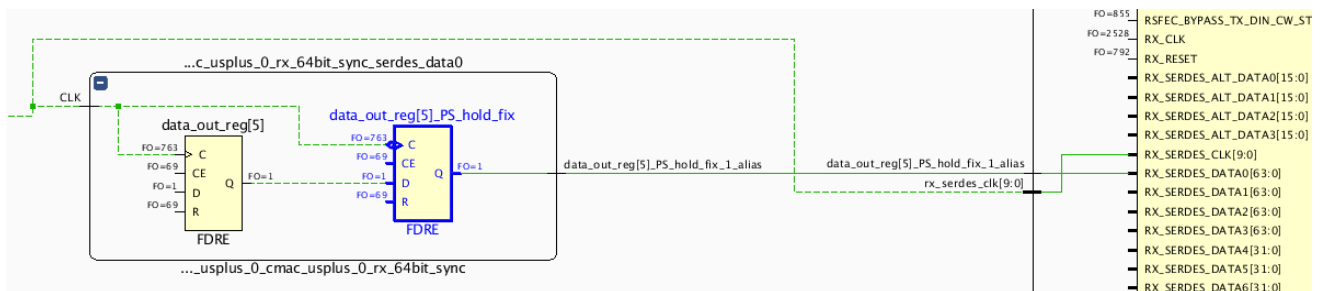 ...c_usplus_0_rx_64bit_sync_serdes_data0
CLK
data_out_reg[5]
FO=763
C
FO=69
CE
FO=1
D
Q
FO=1
FO=69
R
FDRE
data_out_reg[5]_PS_hold_fix
FO=763
C
FO=69
CE
FO=1
D
Q
FO=1
FO=69
R
FDRE
..._usplus_0_cmac_usplus_0_rx_64bit_sync
data_out_reg[5]_PS_hold_fix_1_alias
data_out_reg[5]_PS_hold_fix_1_alias
rx_serdes_clk[9:0]
FO=855
RSFEC_BYPASS_TX_DIN_CW_ST
FO=2528
RX_CLK
FO=792
RX_RESET
RX_SERDES_ALT_DATA0[15:0]
RX_SERDES_ALT_DATA1[15:0]
RX_SERDES_ALT_DATA2[15:0]
RX_SERDES_ALT_DATA3[15:0]
RX_SERDES_CLK[9:0]
RX_SERDES_DATA0[63:0]
RX_SERDES_DATA1[63:0]
RX_SERDES_DATA2[63:0]
RX_SERDES_DATA3[63:0]
RX_SERDES_DATA4[31:0]
RX_SERDES_DATA5[31:0]
RX_SERDES_DATA6[31:0]